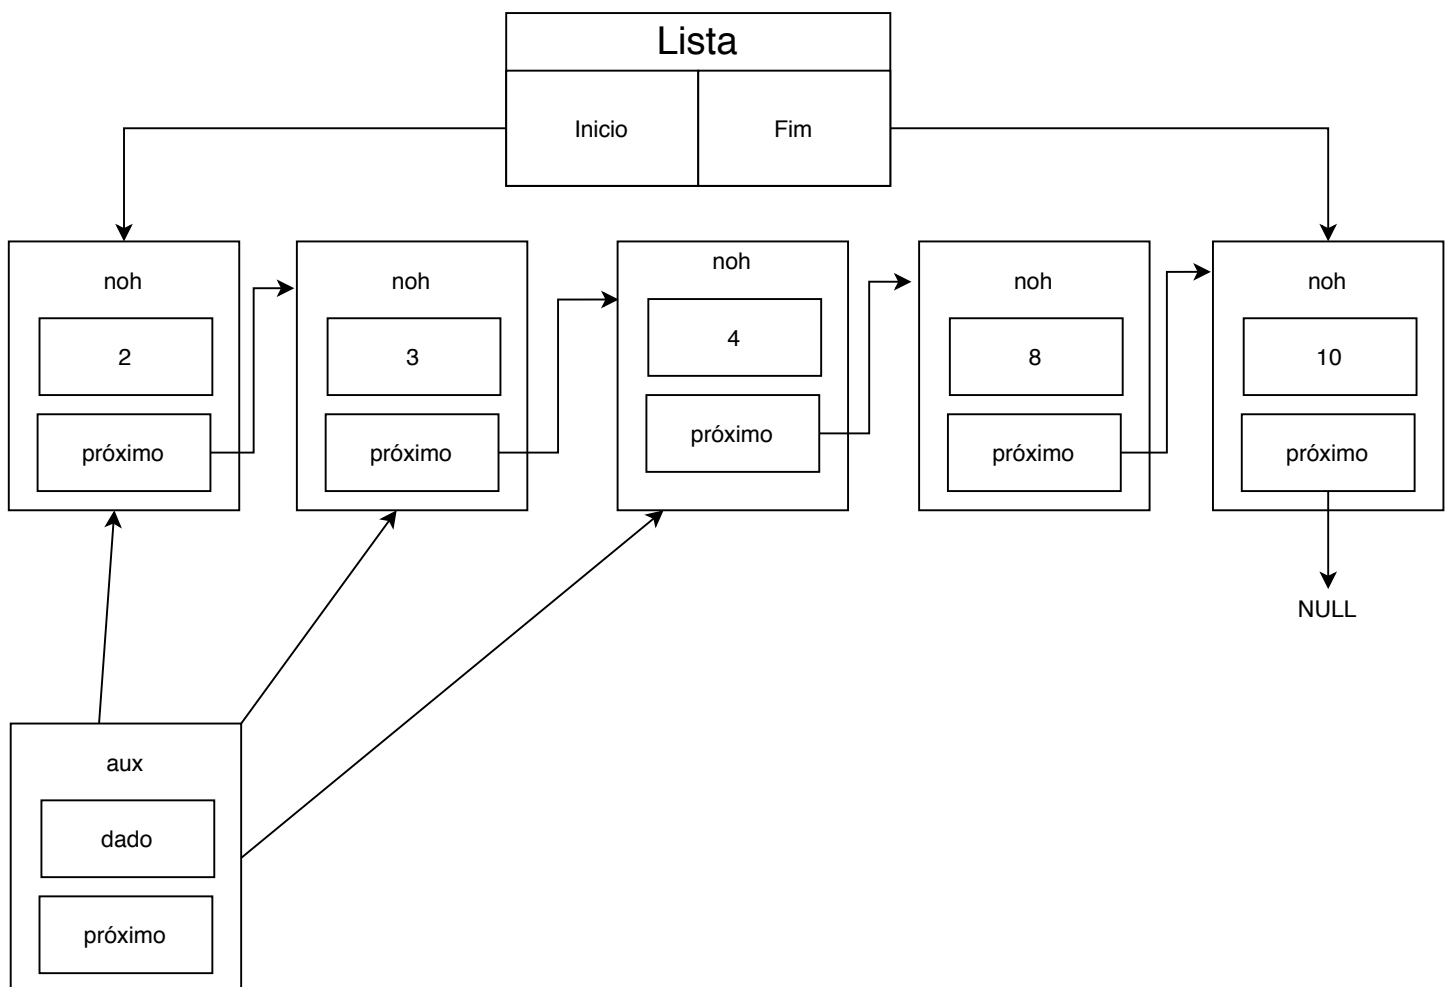 Lista
Inicio
Fim
noh
2
próximo
noh
3
próximo
noh
4
próximo
noh
8
próximo
noh
10
próximo
NULL
aux
dado
próximo